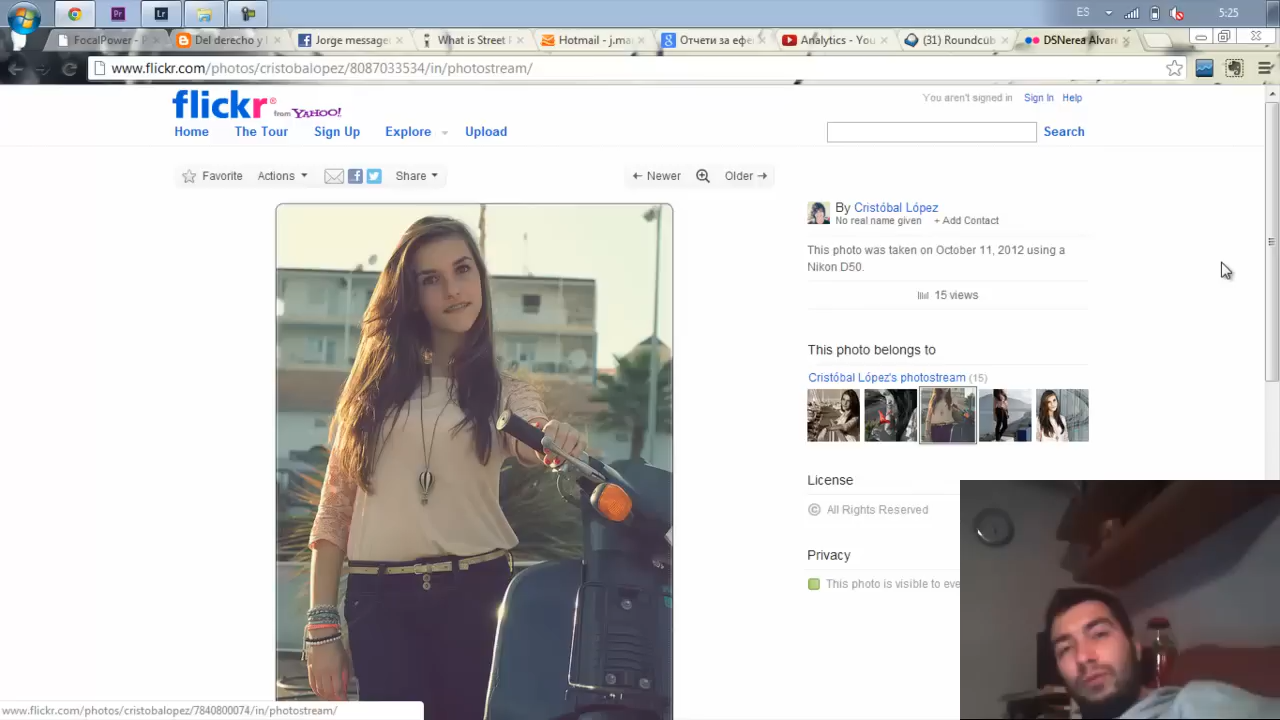 ES 5:25
FocalPower - P
Del derecho y
Jorge message
What is Street
Hotmail - j.ma
Отчети за ефе
Analytics - You
(31) Roundcub
DSNerea Alvare
www.flickr.com/photos/cristobalopez/8087033534/in/photostream/
flickr® from YAHOO!
You aren't signed in Sign In Help
Home The Tour Sign Up Explore Upload
Search
Favorite Actions Share
← Newer Older →
By Cristóbal López
No real name given + Add Contact
This photo was taken on October 11, 2012 using a
Nikon D50.
15 views
This photo belongs to
Cristóbal López's photostream (15)
License
© All Rights Reserved
Privacy
This photo is visible to eve
www.flickr.com/photos/cristobalopez/7840800074/in/photostream/